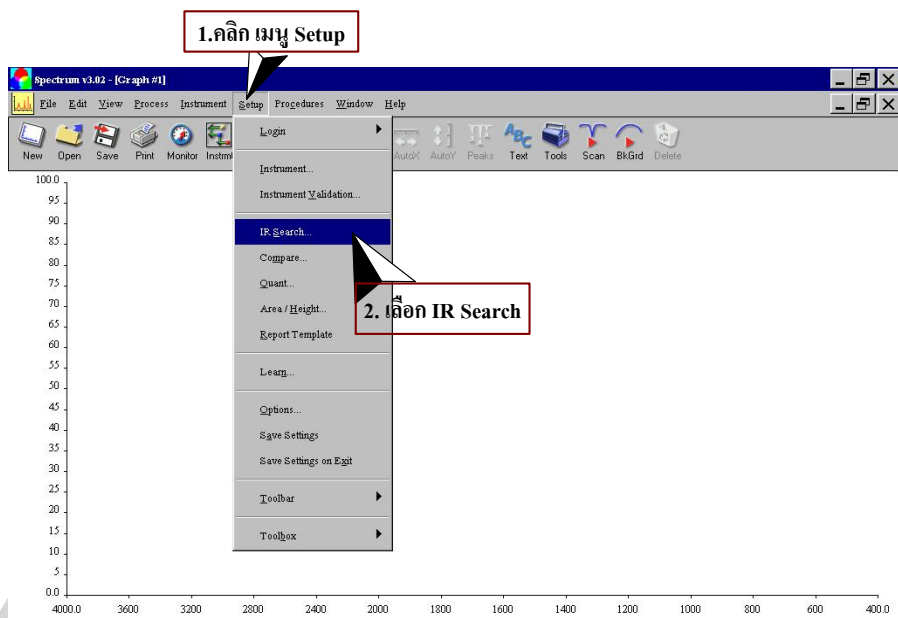 1.คลิก เมนู Setup
Spectrum v3.02 - [Graph #1]
File Edit View Process Instrument Setup Procedures Window Help
New Open Save Print Monitor AutoX AutoY Peaks Text Tools Scan BkGrd Delete
Login
Instrument...
Instrument Validation...
IR Search...
Compare...
Quant...
Area / Height...
Report Template
Learn...
Options...
Save Settings
Save Settings on Exit
Toolbar
Toolbox
2. เลือก IR Search
100.0
95
90
85
80
75
70
65
60
55
50
45
40
35
30
25
20
15
10
5
0.0
4000.0 3600 3200 2800 2400 2000 1800 1600 1400 1200 1000 800 600 400.0